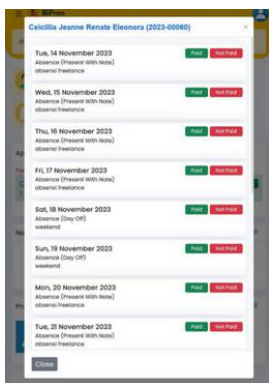 BiPron
Celcillia Jeanne Renate Eleonora (2023-00060)
Tue, 14 November 2023
Paid Not Paid
Absence (Present With Note)
absensi freelance
Wed, 15 November 2023
Paid Not Paid
Absence (Present With Note)
absensi freelance
Thu, 16 November 2023
Paid Not Paid
Absence (Present With Note)
absensi freelance
Fri, 17 November 2023
Paid Not Paid
Absence (Present With Note)
absensi freelance
Sat, 18 November 2023
Paid Not Paid
Absence (Day Off)
weekend
Sun, 19 November 2023
Paid Not Paid
Absence (Day Off)
weekend
Mon, 20 November 2023
Paid Not Paid
Absence (Present With Note)
absensi freelance
Tue, 21 November 2023
Paid Not Paid
Absence (Present With Note)
absensi freelance
Close